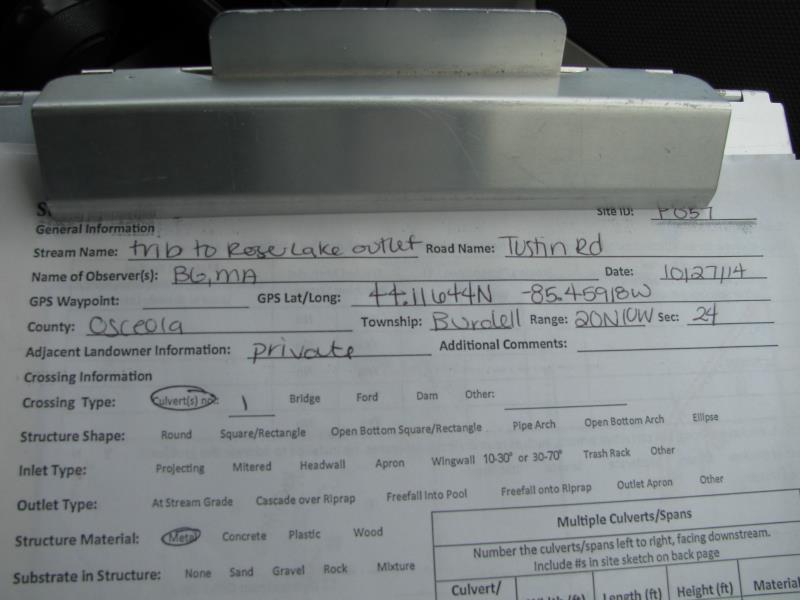 Site ID: P057
General Information
Stream Name: trib to Rose Lake outlet Road Name: Tustin Rd
Name of Observer(s): BG, MA Date: 10/27/14
GPS Waypoint: GPS Lat/Long: 44.11644N -85.45918W
County: Osceola Township: Burdell Range: 20N10W Sec: 24
Adjacent Landowner Information: private Additional Comments:
Crossing Information
Crossing Type: Culvert(s) no: 1 Bridge Ford Dam Other:
Structure Shape: Round Square/Rectangle Open Bottom Square/Rectangle Pipe Arch Open Bottom Arch Ellipse
Inlet Type: Projecting Mitered Headwall Apron Wingwall 10-30° or 30-70° Trash Rack Other
Outlet Type: At Stream Grade Cascade over Riprap Freefall Into Pool Freefall onto Riprap Outlet Apron Other
Structure Material: Metal Concrete Plastic Wood
Substrate in Structure: None Sand Gravel Rock Mixture
Multiple Culverts/Spans
Number the culverts/spans left to right, facing downstream.
Include #s in site sketch on back page
Culvert/ Width (ft) Length (ft) Height (ft) Material